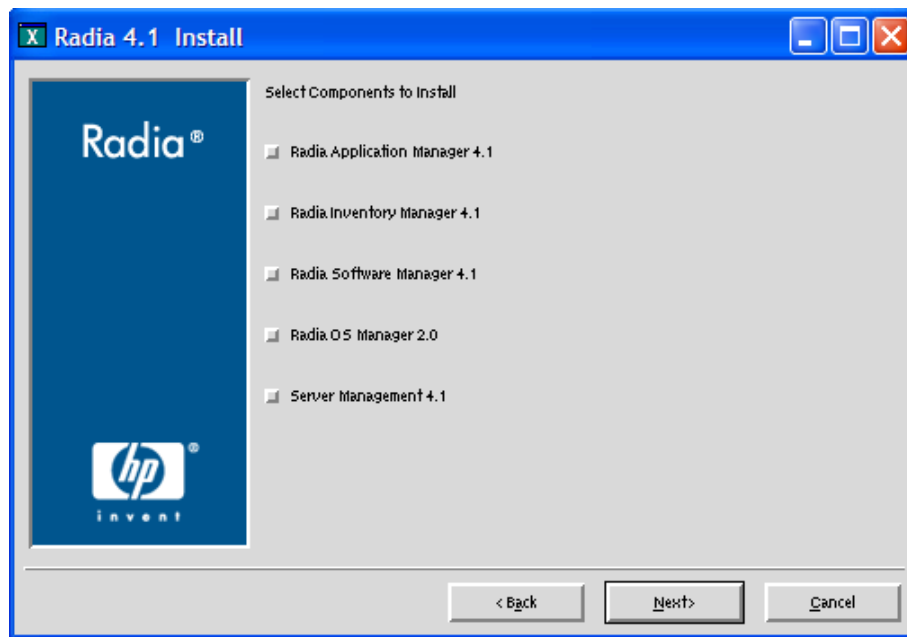 X Radia 4.1 Install
Radia®
Select Components to Install
Radia Application Manager 4.1
Radia Inventory Manager 4.1
Radia Software Manager 4.1
Radia OS Manager 2.0
Server Management 4.1
hp®
invent
< Back
Next>
Cancel